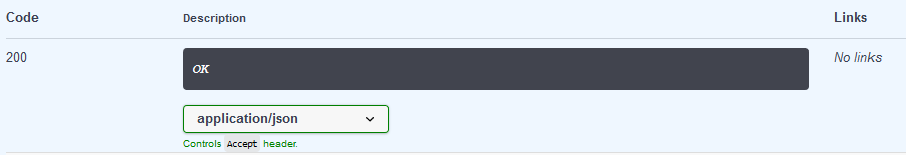 Code Description Links
200 OK No links
application/json
Controls Accept header.